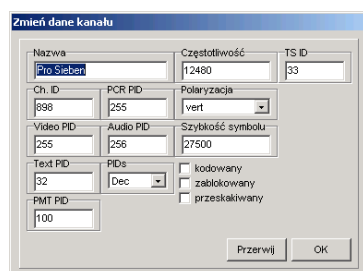 Zmień dane kanału
Nazwa Częstotliwość TS ID
Pro Sieben 12480 33
Ch. ID PCR PID Polaryzacja
898 255 vert
Video PID Audio PID Szybkość symbolu
255 256 27500
Text PID PIDs
32 Dec
kodowany
zablokowany
przeskakiwany
PMT PID
100
Przerwij OK